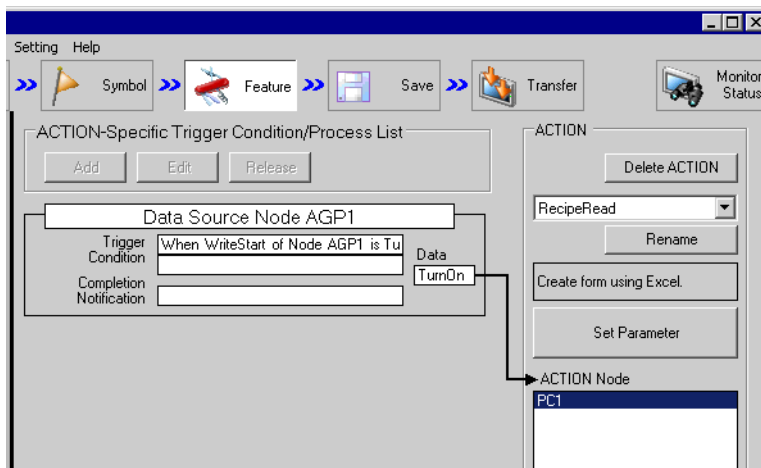 Setting Help
Symbol Feature Save Transfer Monitor Status
ACTION-Specific Trigger Condition/Process List
Add Edit Release
Data Source Node AGP1
Trigger Condition When WriteStart of Node AGP1 is Tu
Data
TurnOn
Completion Notification
ACTION
Delete ACTION
RecipeRead
Rename
Create form using Excel.
Set Parameter
ACTION Node
PC1